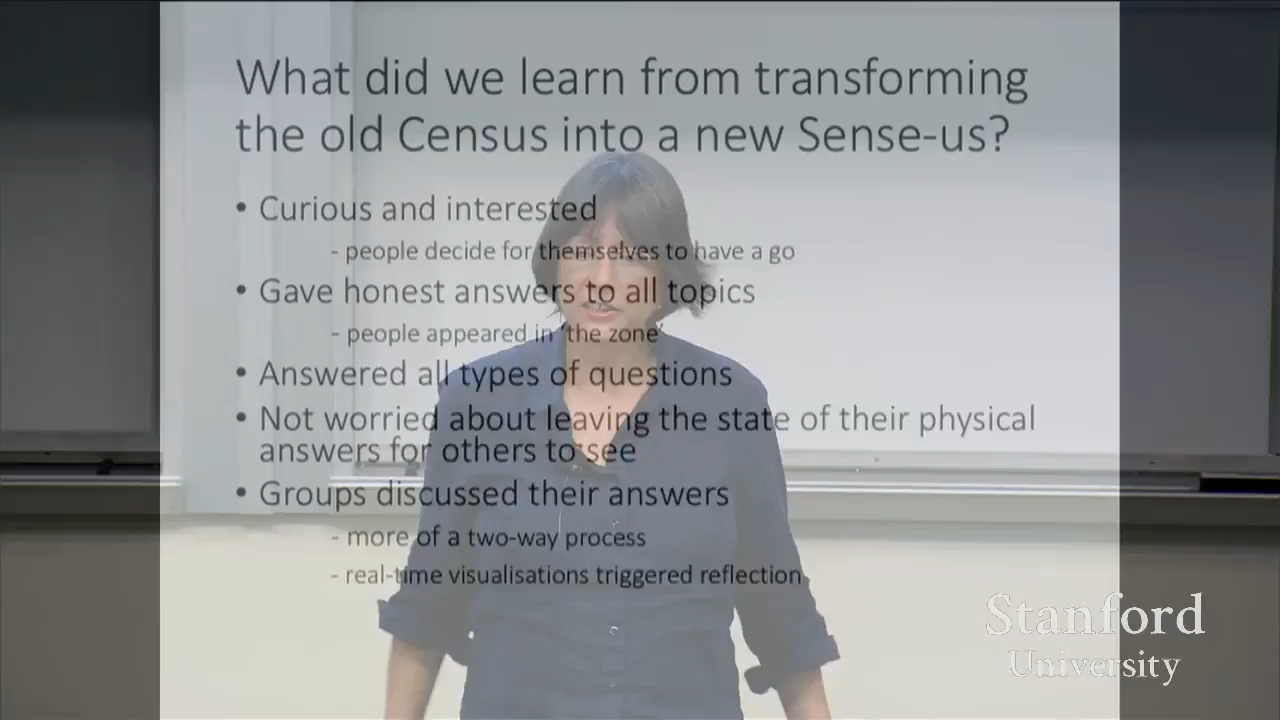 What did we learn from transforming
the old Census into a new Sense-us?
• Curious and interested
- people decide for themselves to have a go
• Gave honest answers to all topics
- people appeared in the zone
• Answered all types of questions
• Not worried about leaving the state of their physical
answers for others to see
• Groups discussed their answers
- more of a two-way process
- real-time visualisations triggered reflection
Stanford
University